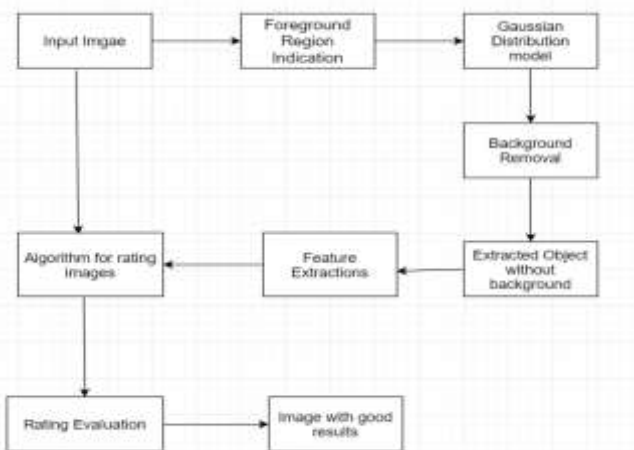 Input Imgae
Foreground
Region
Indication
Gaussian
Distribution
model
Background
Removal
Extracted Object
without
background
Feature
Extractions
Algorithm for rating
images
Rating Evaluation
Image with good
results